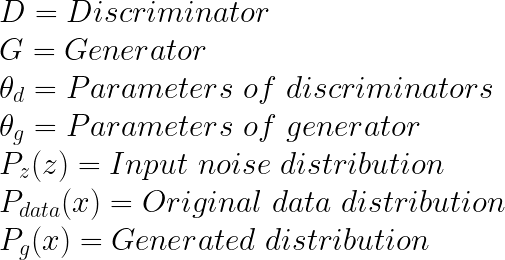 D = Discriminator
G = Generator
θ_d = Parameters of discriminators
θ_g = Parameters of generator
P_z(z) = Input noise distribution
P_data(x) = Original data distribution
P_g(x) = Generated distribution